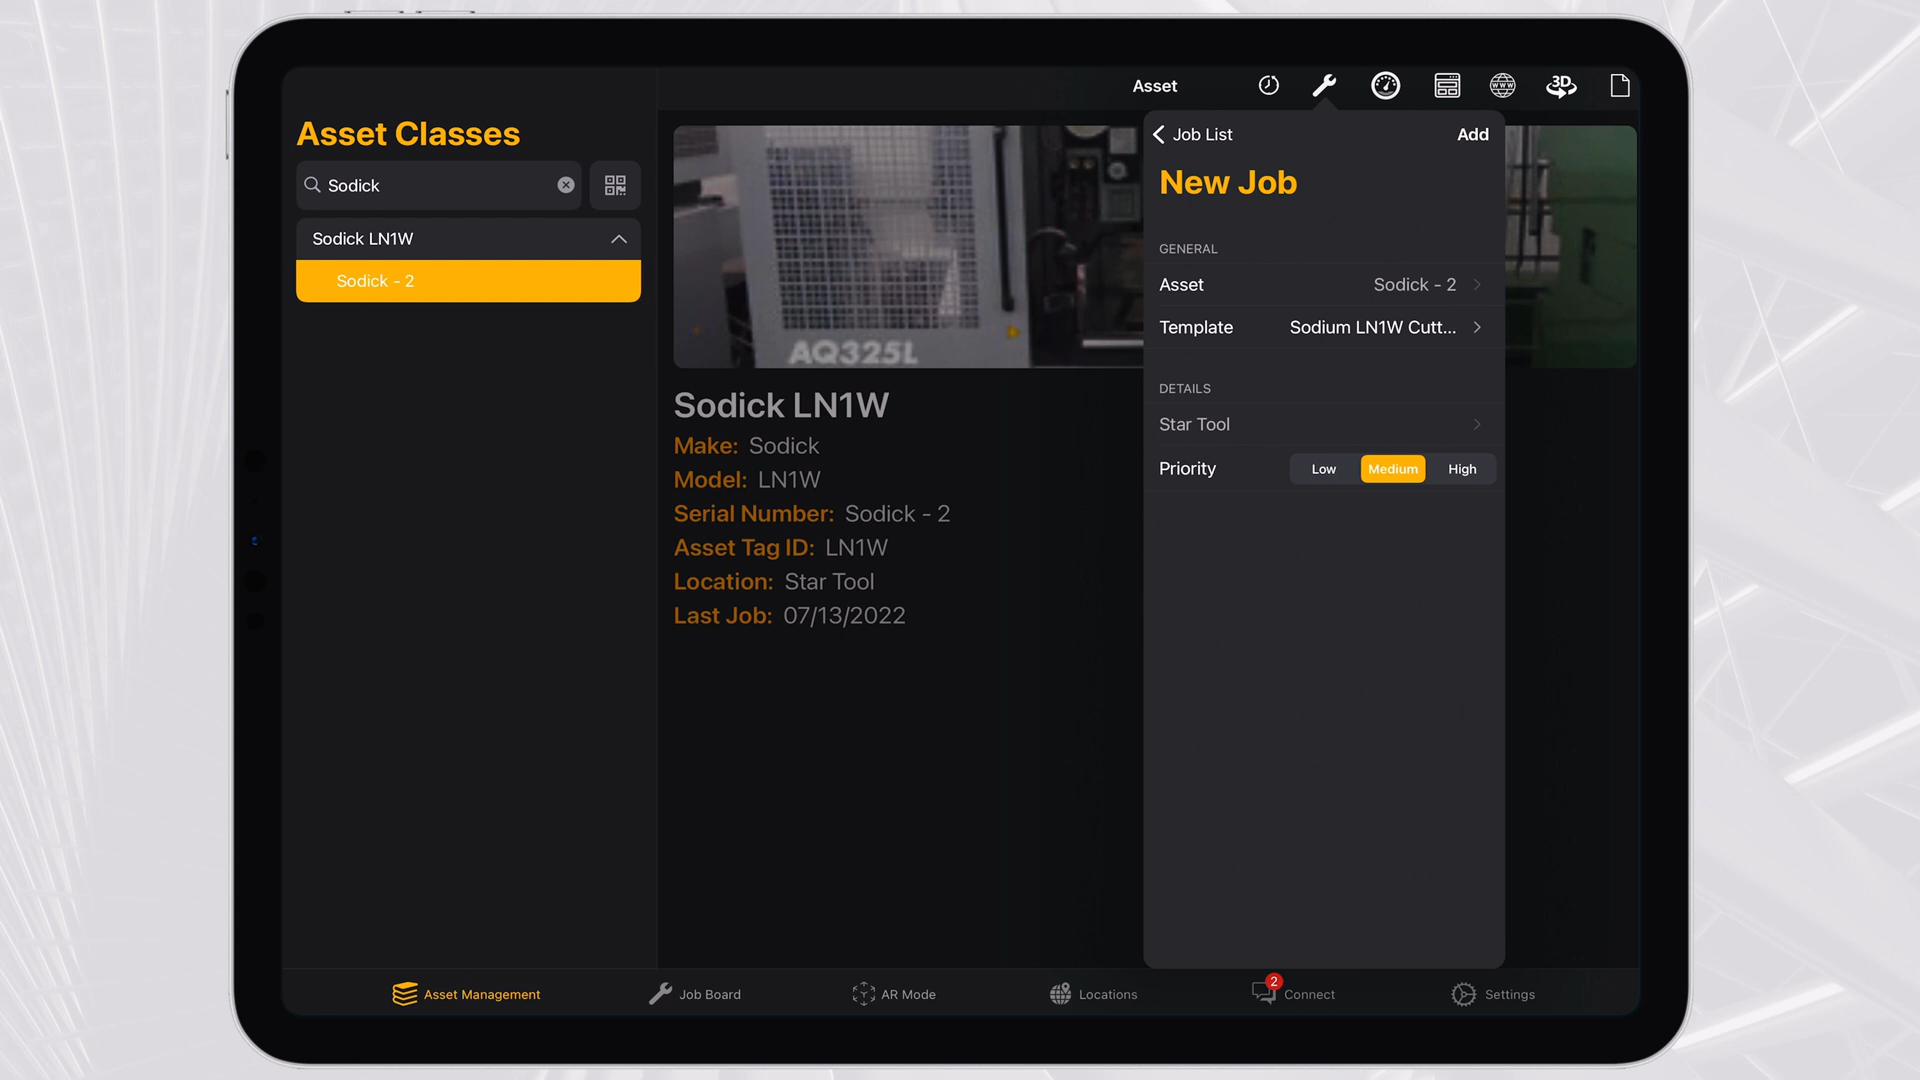 Asset
Asset Classes
Sodick
Sodick LN1W
Sodick - 2
AQ325L
Sodick LN1W
Make: Sodick
Model: LN1W
Serial Number: Sodick - 2
Asset Tag ID: LN1W
Location: Star Tool
Last Job: 07/13/2022
WWW
3D
Job List
Add
New Job
GENERAL
Asset Sodick - 2
Template Sodium LN1W Cutt...
DETAILS
Star Tool
Priority Low Medium High
Asset Management
Job Board
AR Mode
Locations
2
Connect
Settings